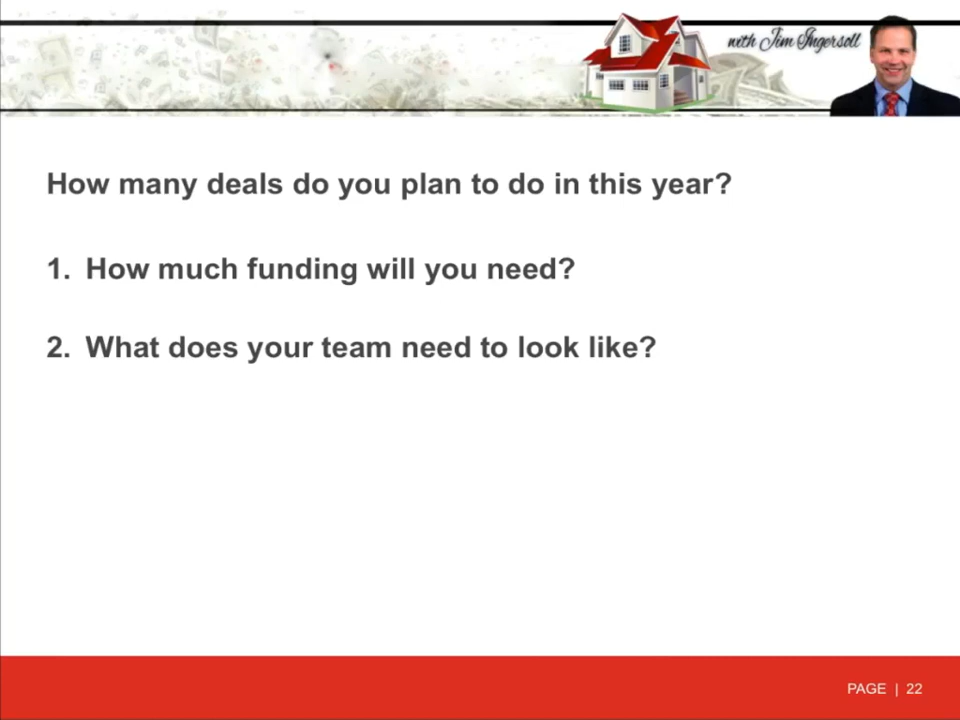 with Jim Ingersoll
How many deals do you plan to do in this year?
1. How much funding will you need?
2. What does your team need to look like?
PAGE | 22